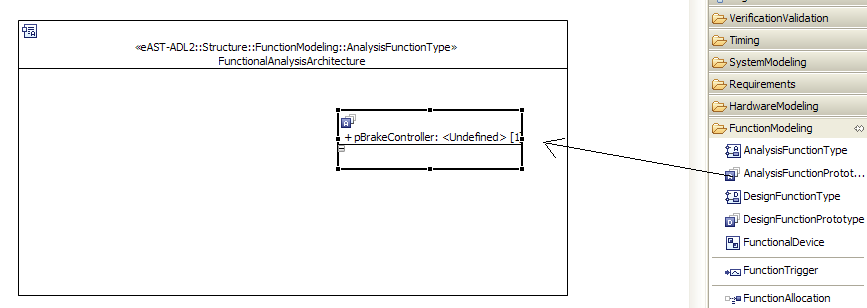 «eAST-ADL2::Structure::FunctionModeling::AnalysisFunctionType»
FunctionalAnalysisArchitecture
+ pBrakeController: <Undefined> [1
VerificationValidation
Timing
SystemModeling
Requirements
HardwareModeling
FunctionModeling
AnalysisFunctionType
AnalysisFunctionPrototy...
DesignFunctionType
DesignFunctionPrototype
FunctionalDevice
FunctionTrigger
FunctionAllocation